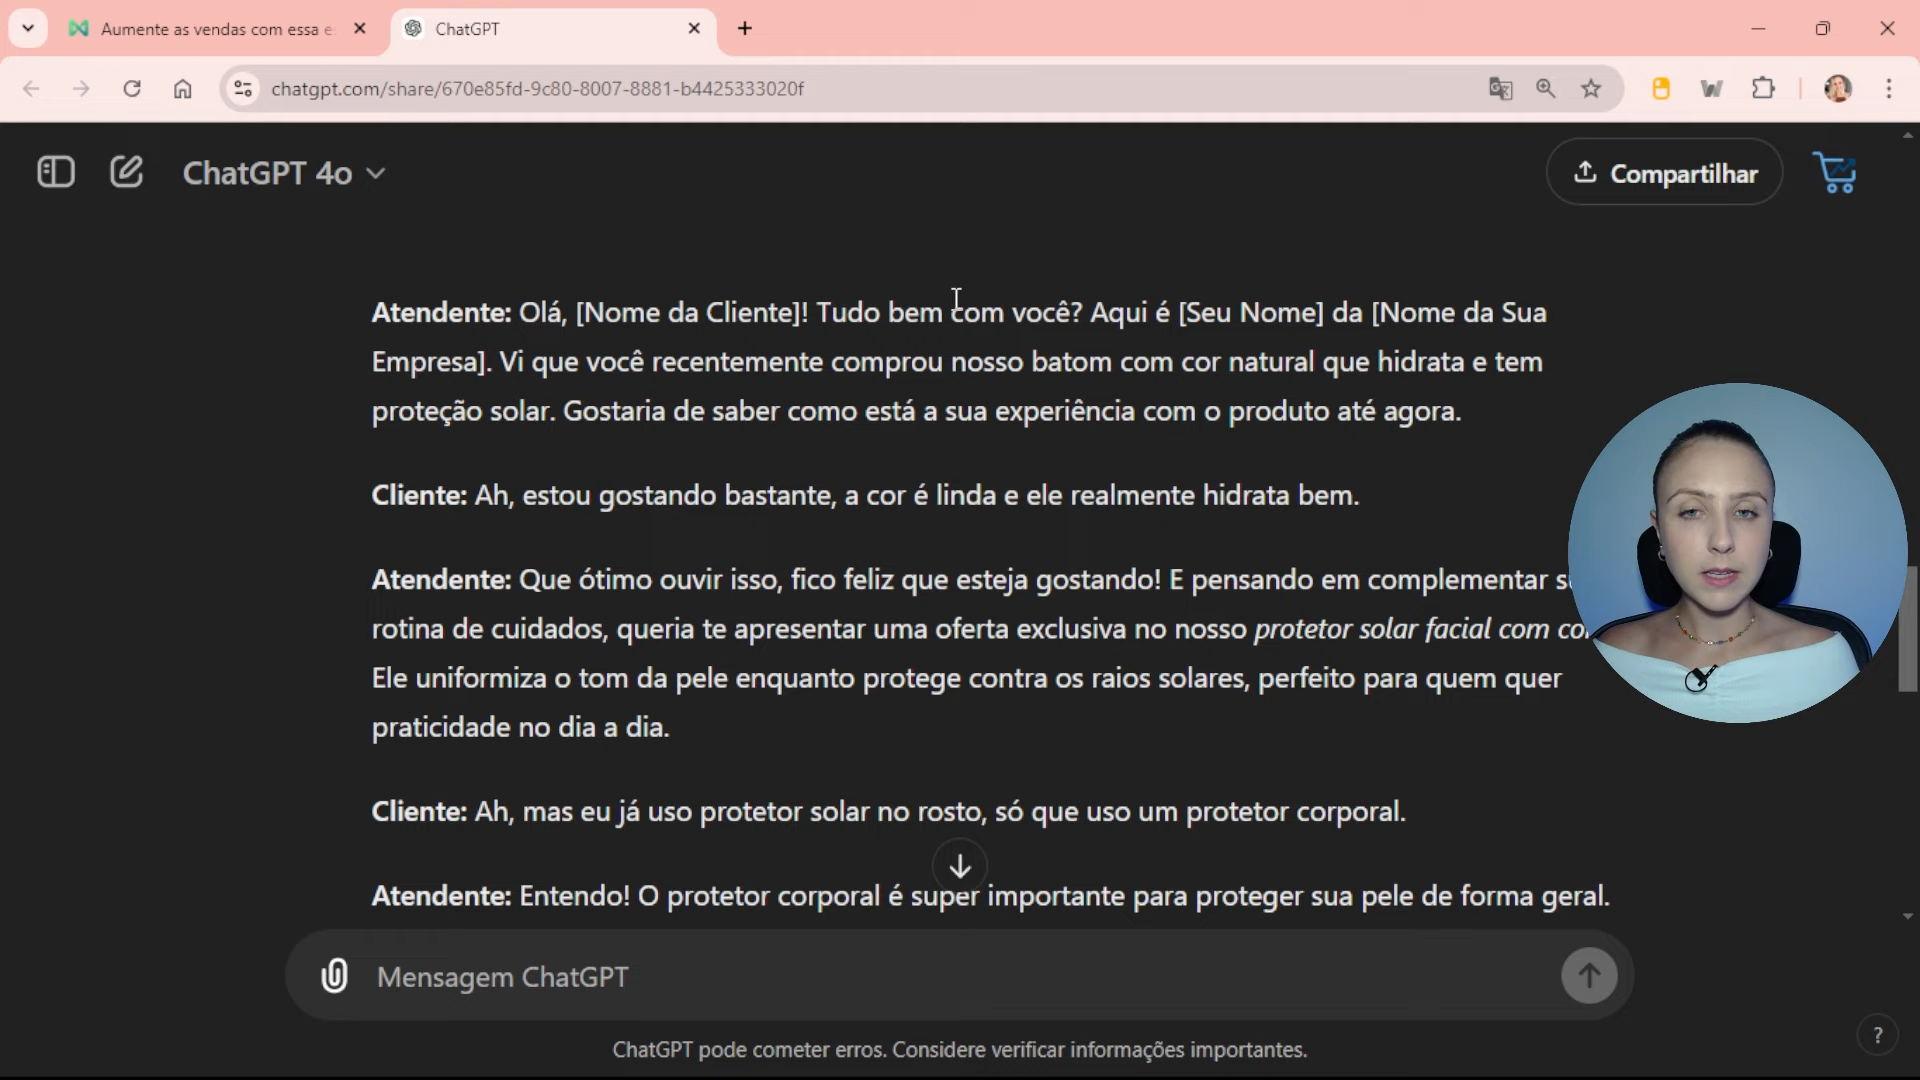 Aumente as vendas com essa e
ChatGPT
chatgpt.com/share/670e85fd-9c80-8007-8881-b4425333020f
ChatGPT 4o
Compartilhar
Atendente: Olá, [Nome da Cliente]! Tudo bem com você? Aqui é [Seu Nome] da [Nome da Sua
Empresa]. Vi que você recentemente comprou nosso batom com cor natural que hidrata e tem
proteção solar. Gostaria de saber como está a sua experiência com o produto até agora.
Cliente: Ah, estou gostando bastante, a cor é linda e ele realmente hidrata bem.
Atendente: Que ótimo ouvir isso, fico feliz que esteja gostando! E pensando em complementar
rotina de cuidados, queria te apresentar uma oferta exclusiva no nosso protetor solar facial com
Ele uniformiza o tom da pele enquanto protege contra os raios solares, perfeito para quem quer
praticidade no dia a dia.
Cliente: Ah, mas eu já uso protetor solar no rosto, só que uso um protetor corporal.
Atendente: Entendo! O protetor corporal é super importante para proteger sua pele de forma geral.
Mensagem ChatGPT
ChatGPT pode cometer erros. Considere verificar informações importantes.
?